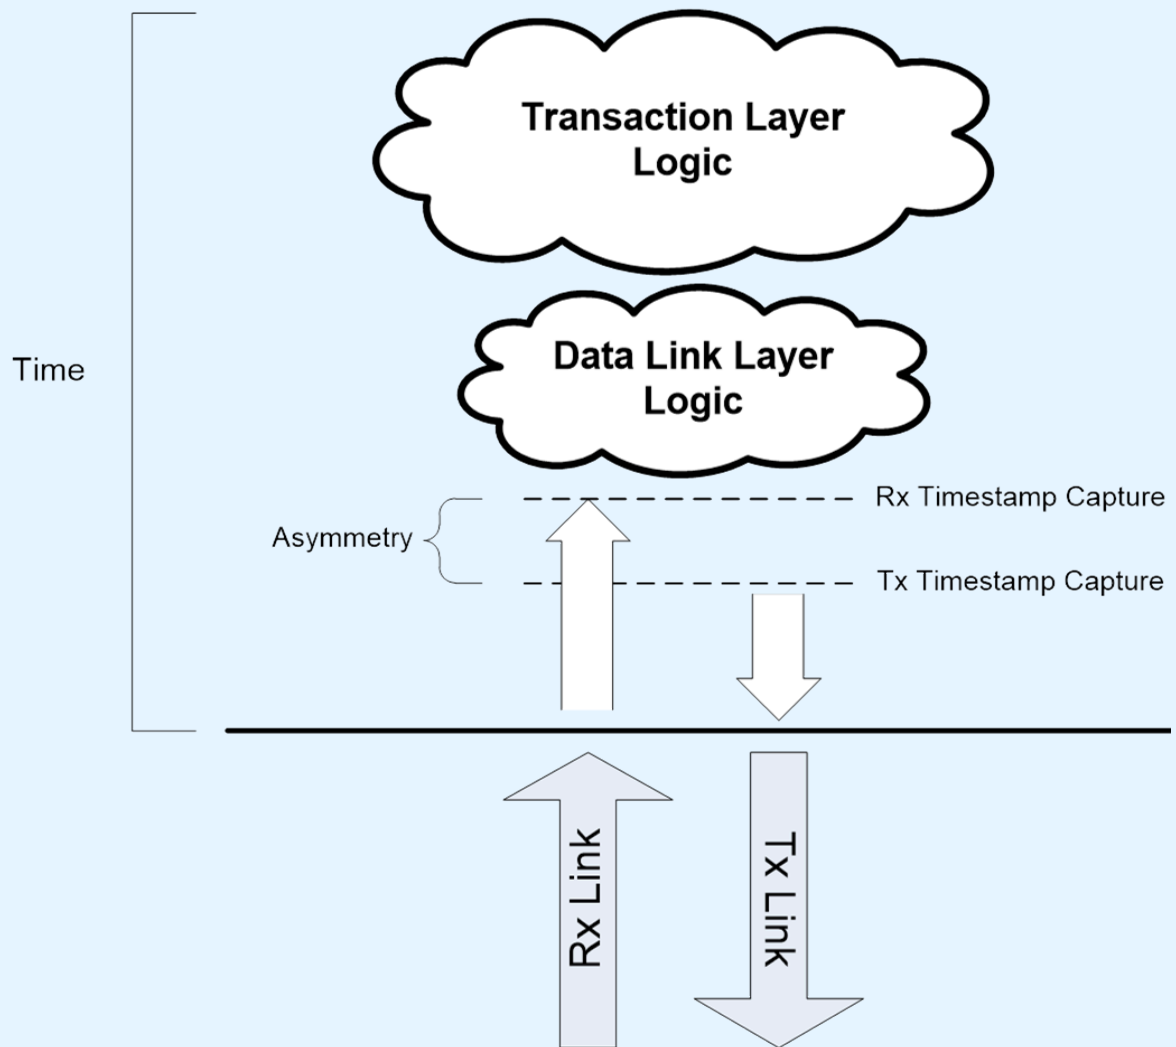 Transaction Layer
Logic
Data Link Layer
Logic
Time
Rx Timestamp Capture
Asymmetry
Tx Timestamp Capture
Rx Link
Tx Link